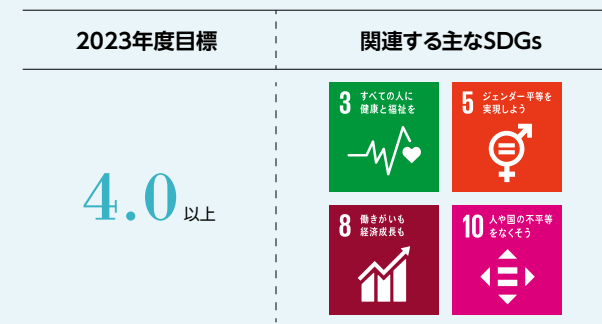 2023年度目標
関連する主なSDGs
4.0 以上
3 すべての人に
健康と福祉を
5 ジェンダー平等を
実現しよう
8 働きがいも
経済成長も
10 人や国の不平等
をなくそう